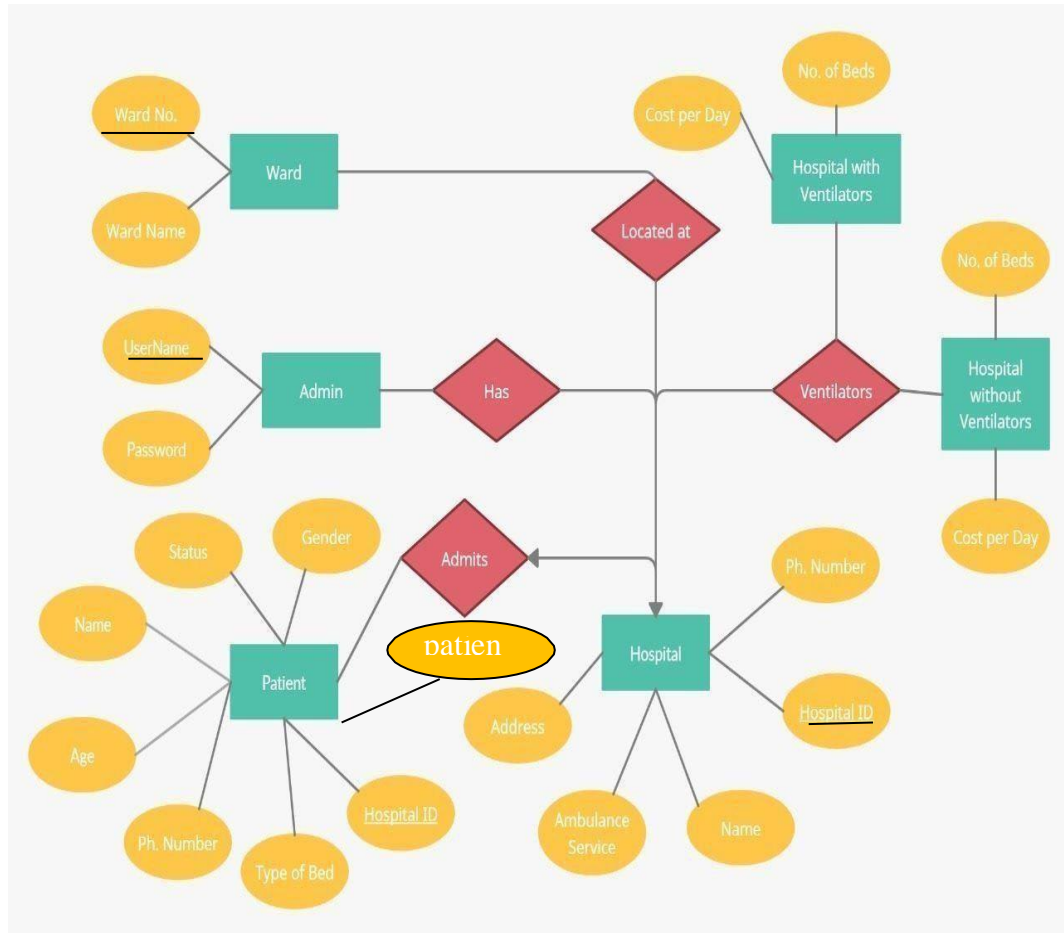 No. of Beds
Cost per Day
Hospital with
Ventilators
Ward No.
Ward
Ward Name
Located at
No. of Beds
UserName
Admin
Password
Has
Ventilators
Hospital
without
Ventilators
Cost per Day
Status
Gender
Admits
Ph. Number
Name
patien
Patient
Hospital
Age
Address
Hospital ID
Ph. Number
Type of Bed
Hospital ID
Ambulance
Service
Name